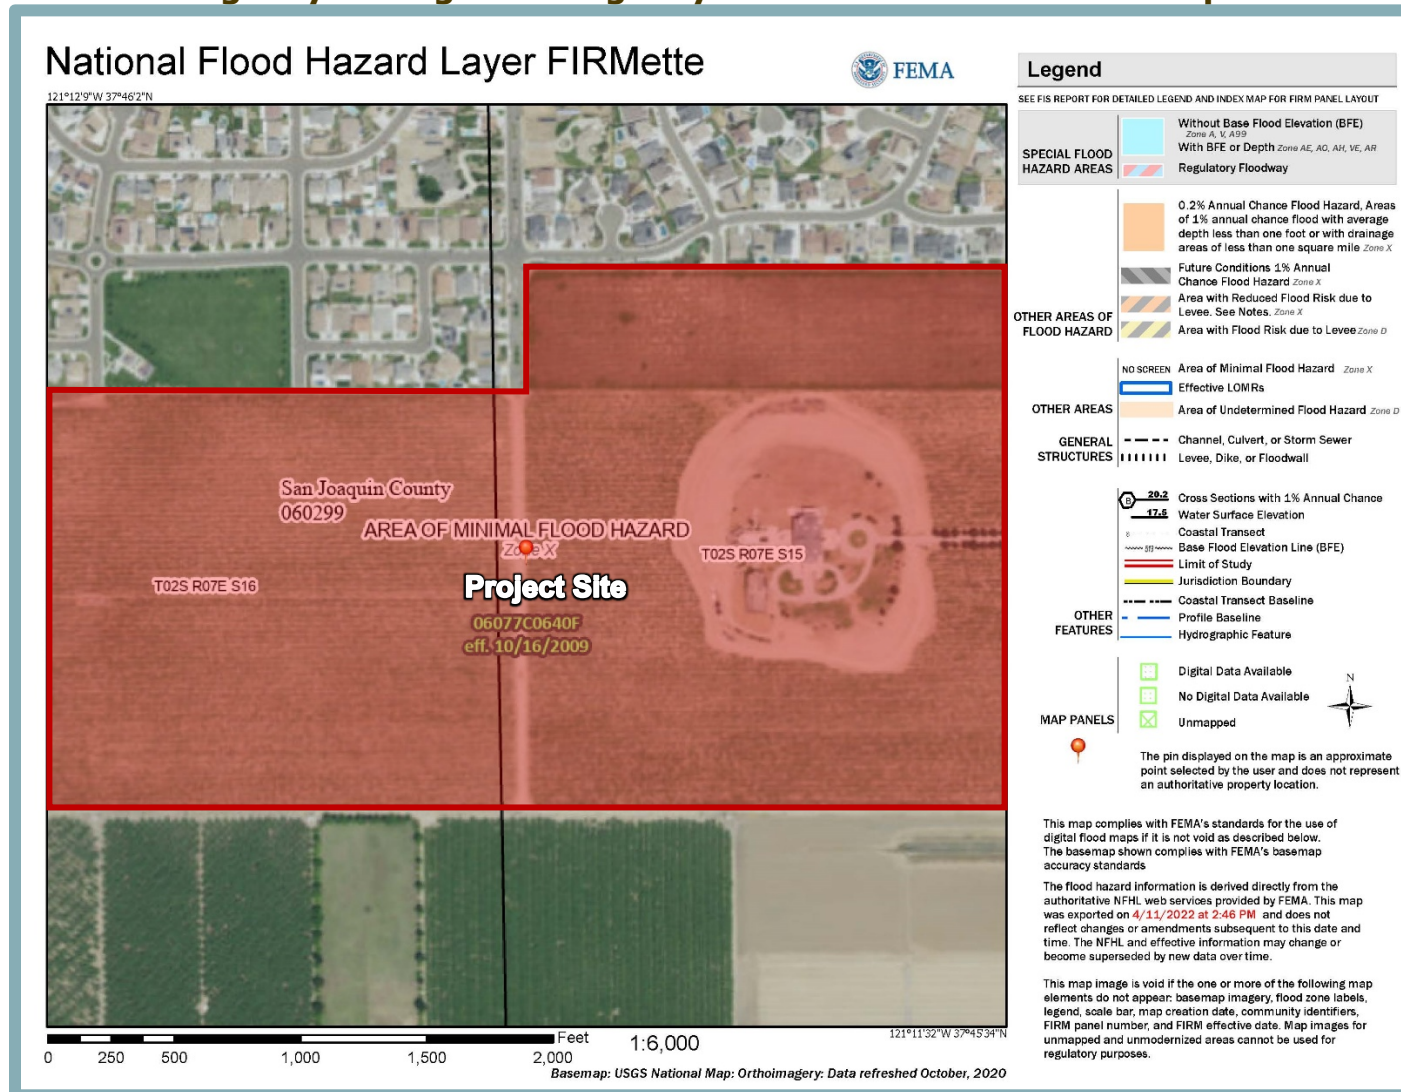 National Flood Hazard Layer FIRMette
FEMA
121°12'9"W 37°46'2"N
San Joaquin County
060299
AREA OF MINIMAL FLOOD HAZARD
Zone X
T02S R07E S15
T02S R07E S16
Project Site
06077C0640F
eff. 10/16/2009
121°11'32"W 37°45'34"N
Feet
1:6,000
0 250 500 1,000 1,500 2,000
Basemap: USGS National Map: Orthoimagery: Data refreshed October, 2020
Legend
SEE FIS REPORT FOR DETAILED LEGEND AND INDEX MAP FOR FIRM PANEL LAYOUT
SPECIAL FLOOD
HAZARD AREAS
Without Base Flood Elevation (BFE)
Zone A, V, A99
With BFE or Depth Zone AE, AO, AH, VE, AR
Regulatory Floodway
OTHER AREAS OF
FLOOD HAZARD
0.2% Annual Chance Flood Hazard, Areas
of 1% annual chance flood with average
depth less than one foot or with drainage
areas of less than one square mile Zone X
Future Conditions 1% Annual
Chance Flood Hazard Zone X
Area with Reduced Flood Risk due to
Levee. See Notes. Zone X
Area with Flood Risk due to Levee Zone D
OTHER AREAS
NO SCREEN Area of Minimal Flood Hazard Zone X
Effective LOMRs
Area of Undetermined Flood Hazard Zone D
GENERAL
STRUCTURES
Channel, Culvert, or Storm Sewer
Levee, Dike, or Floodwall
OTHER
FEATURES
B 20.2 Cross Sections with 1% Annual Chance
17.5 Water Surface Elevation
8 Coastal Transect
513 Base Flood Elevation Line (BFE)
Limit of Study
Jurisdiction Boundary
Coastal Transect Baseline
Profile Baseline
Hydrographic Feature
MAP PANELS
Digital Data Available
No Digital Data Available
Unmapped
N
The pin displayed on the map is an approximate
point selected by the user and does not represent
an authoritative property location.
This map complies with FEMA's standards for the use of
digital flood maps if it is not void as described below.
The basemap shown complies with FEMA's basemap
accuracy standards
The flood hazard information is derived directly from the
authoritative NFHL web services provided by FEMA. This map
was exported on 4/11/2022 at 2:46 PM and does not
reflect changes or amendments subsequent to this date and
time. The NFHL and effective information may change or
become superseded by new data over time.
This map image is void if the one or more of the following map
elements do not appear: basemap imagery, flood zone labels,
legend, scale bar, map creation date, community identifiers,
FIRM panel number, and FIRM effective date. Map images for
unmapped and unmodernized areas cannot be used for
regulatory purposes.